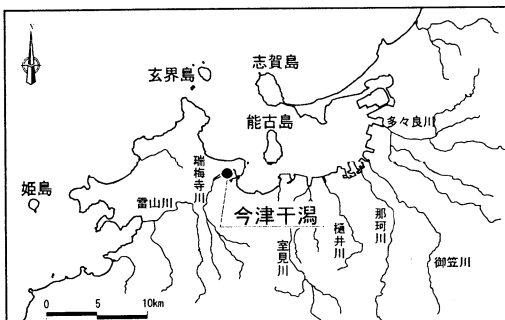 志賀島
玄界島
多々良川
能古島
瑞梅寺川
姫島
雷山川
今津干潟
那珂川
樋井川
室見川
御笠川
0 5 10km